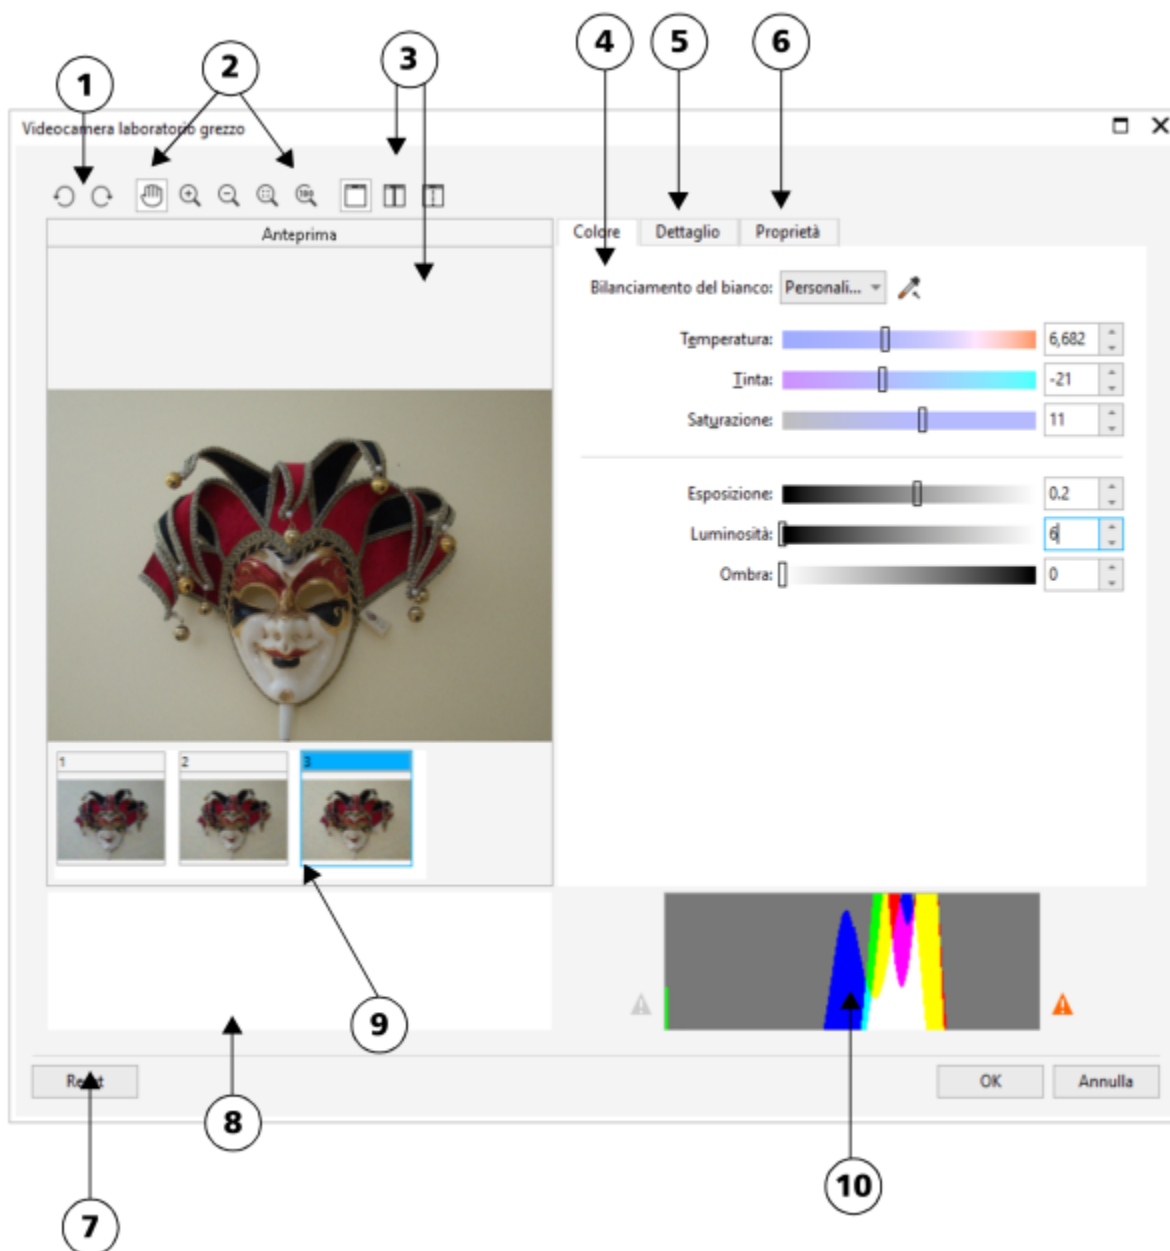 1
2
3
4
5
6
Videocamera laboratorio grezzo
100
Anteprima
Colore
Dettaglio
Proprietà
Bilanciamento del bianco: Personali...
Temperatura: 6,682
Tinta: -21
Saturazione: 11
Esposizione: 0.2
Luminosità: 6
Ombra: 0
1
2
3
9
Reset
OK
Annulla
8
10
7